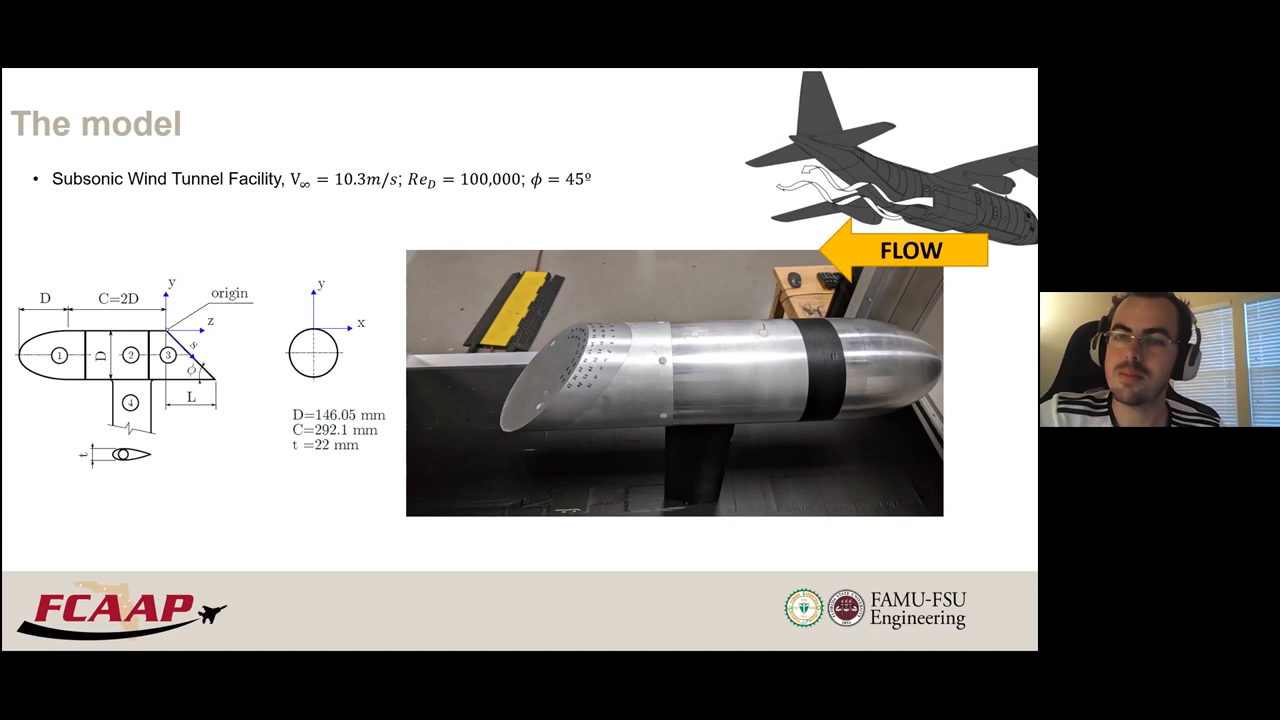 The model
• Subsonic Wind Tunnel Facility, V∞ = 10.3m/s; ReD = 100,000; ϕ = 45º
FLOW
D
C=2D
y
origin
z
1
D
2
3
s
ϕ
L
4
t
y
x
D=146.05 mm
C=292.1 mm
t =22 mm
FCAAP
FAMU-FSU
Engineering